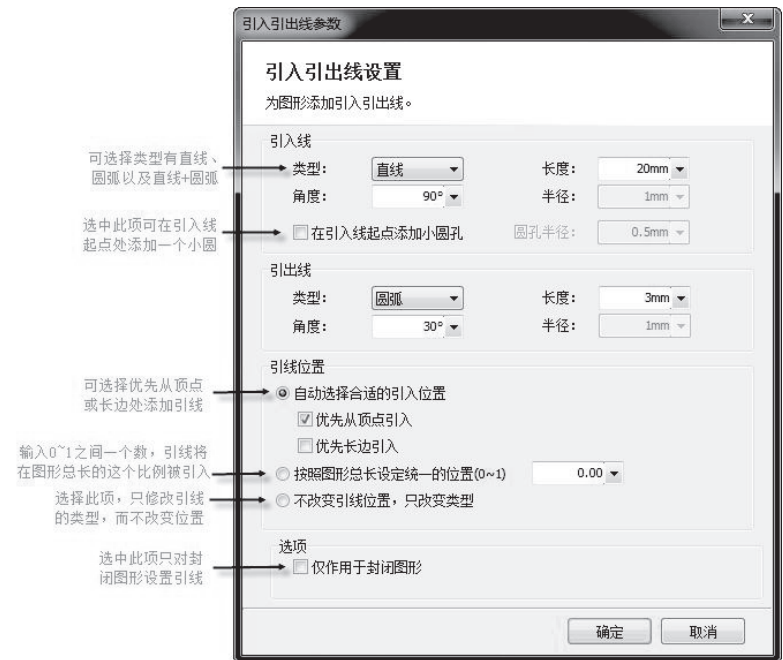 引入引出线参数
引入引出线设置
为图形添加引入引出线。
引入线
可选择类型有直线、
圆弧以及直线+圆弧
类型： 直线 长度： 20mm
角度： 90° 半径： 1mm
选中此项可在引入线
起点处添加一个小圆
在引入线起点添加小圆孔 圆孔半径： 0.5mm
引出线
类型： 圆弧 长度： 3mm
角度： 30° 半径： 1mm
引线位置
可选择优先从顶点
或长边处添加引线
自动选择合适的引入位置
优先从顶点引入
优先长边引入
输入0~1之间一个数，引线将
在图形总长的这个比例被引入
按照图形总长设定统一的位置(0~1) 0.00
选择此项，只修改引线
的类型，而不改变位置
不改变引线位置，只改变类型
选项
选中此项只对封
闭图形设置引线
仅作用于封闭图形
确定 取消